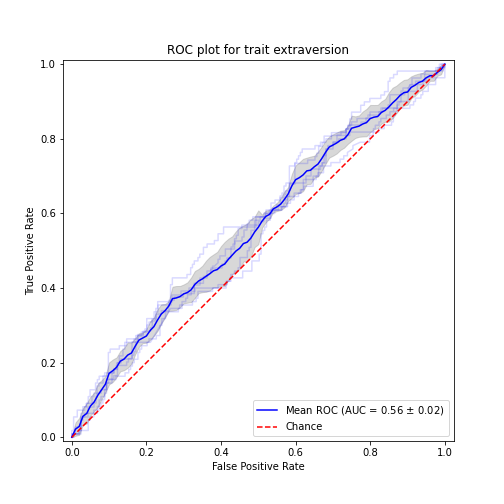 ROC plot for trait extraversion
True Positive Rate
1.0
0.8
0.6
0.4
0.2
0.0
Mean ROC (AUC = 0.56 ± 0.02)
Chance
0.0 0.2 0.4 0.6 0.8 1.0
False Positive Rate